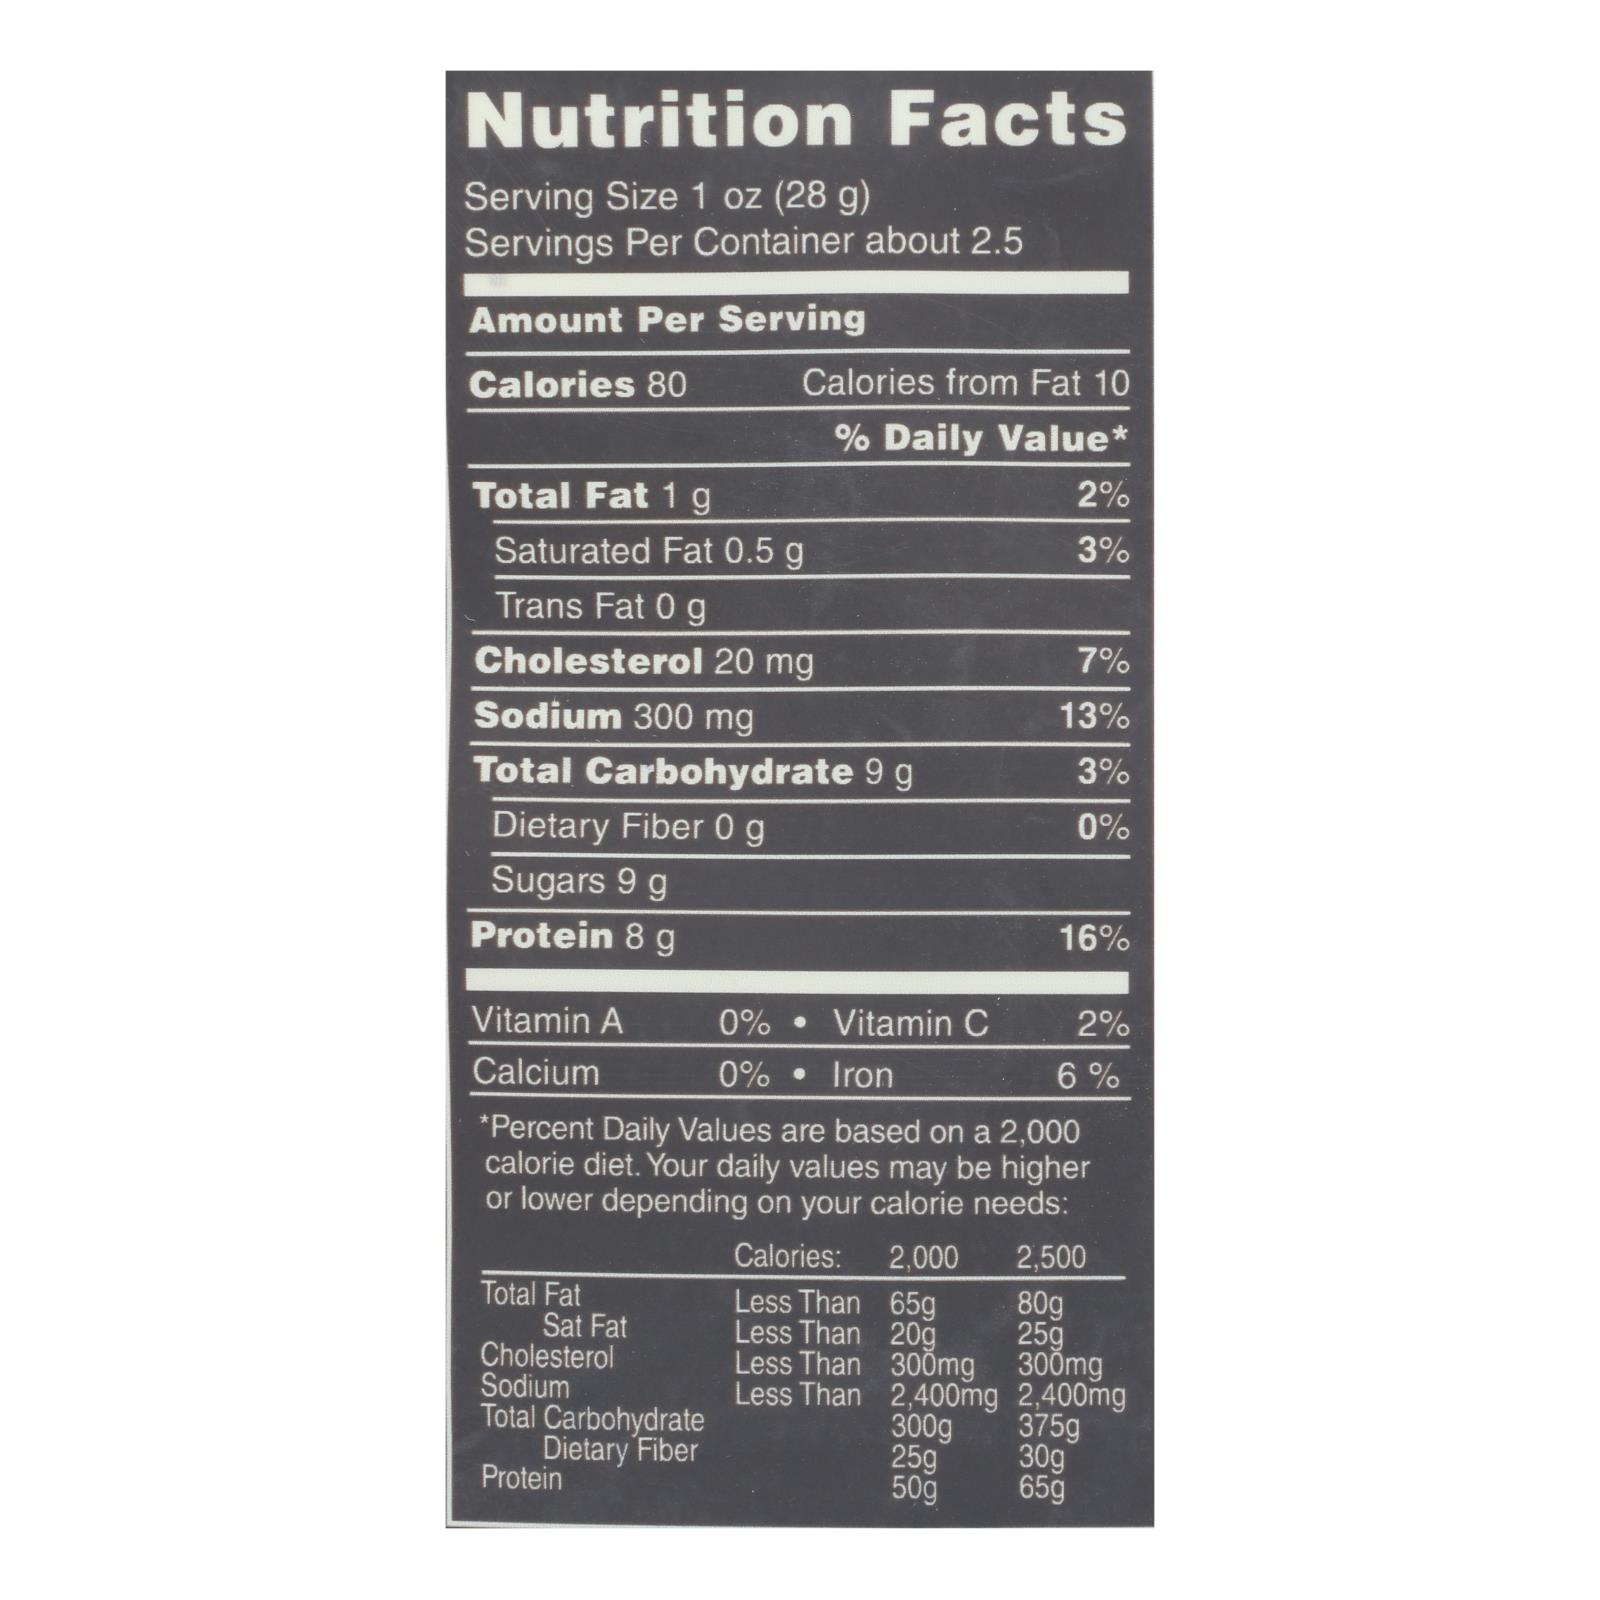 Nutrition Facts
Serving Size 1 oz (28 g)
Servings Per Container about 2.5
Amount Per Serving
Calories 80 Calories from Fat 10
% Daily Value*
Total Fat 1 g 2%
Saturated Fat 0.5 g 3%
Trans Fat 0 g
Cholesterol 20 mg 7%
Sodium 300 mg 13%
Total Carbohydrate 9 g 3%
Dietary Fiber 0 g 0%
Sugars 9 g
Protein 8 g 16%
Vitamin A 0% • Vitamin C 2%
Calcium 0% • Iron 6 %
*Percent Daily Values are based on a 2,000
calorie diet. Your daily values may be higher
or lower depending on your calorie needs:
Calories: 2,000 2,500
Total Fat Less Than 65g 80g
Sat Fat Less Than 20g 25g
Cholesterol Less Than 300mg 300mg
Sodium Less Than 2,400mg 2,400mg
Total Carbohydrate 300g 375g
Dietary Fiber 25g 30g
Protein 50g 65g